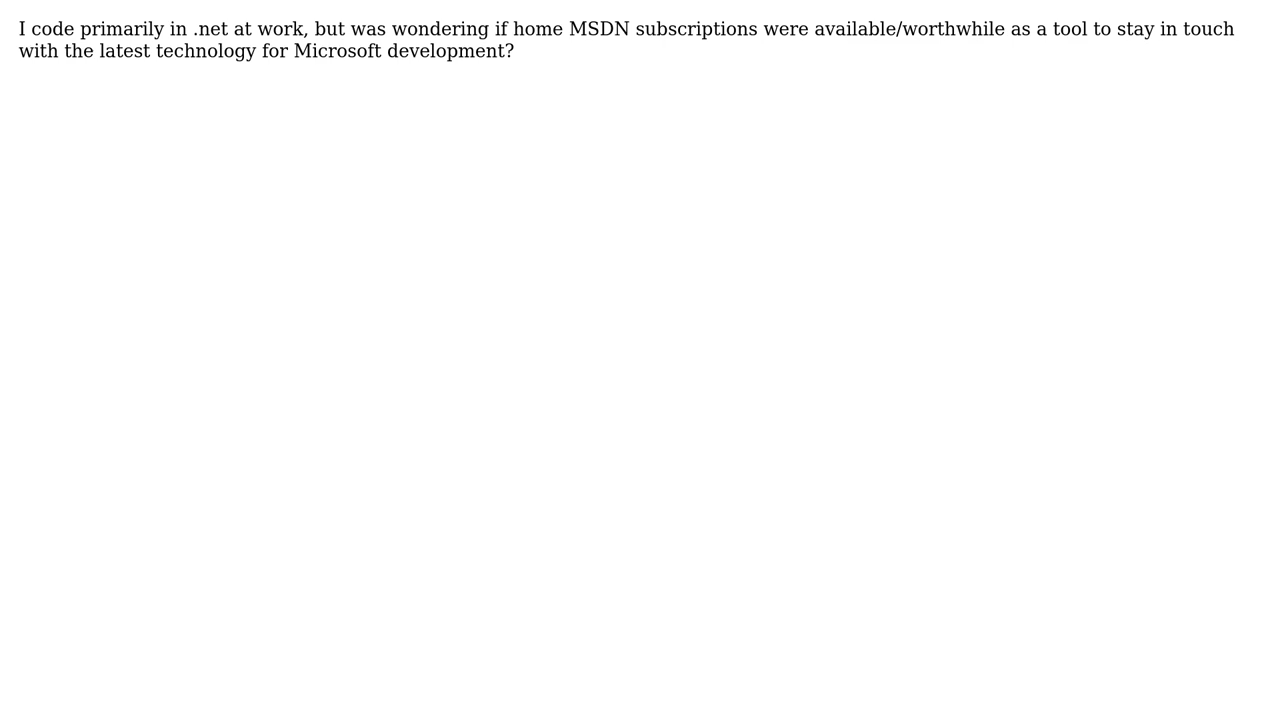 I code primarily in .net at work, but was wondering if home MSDN subscriptions were available/worthwhile as a tool to stay in touch
with the latest technology for Microsoft development?